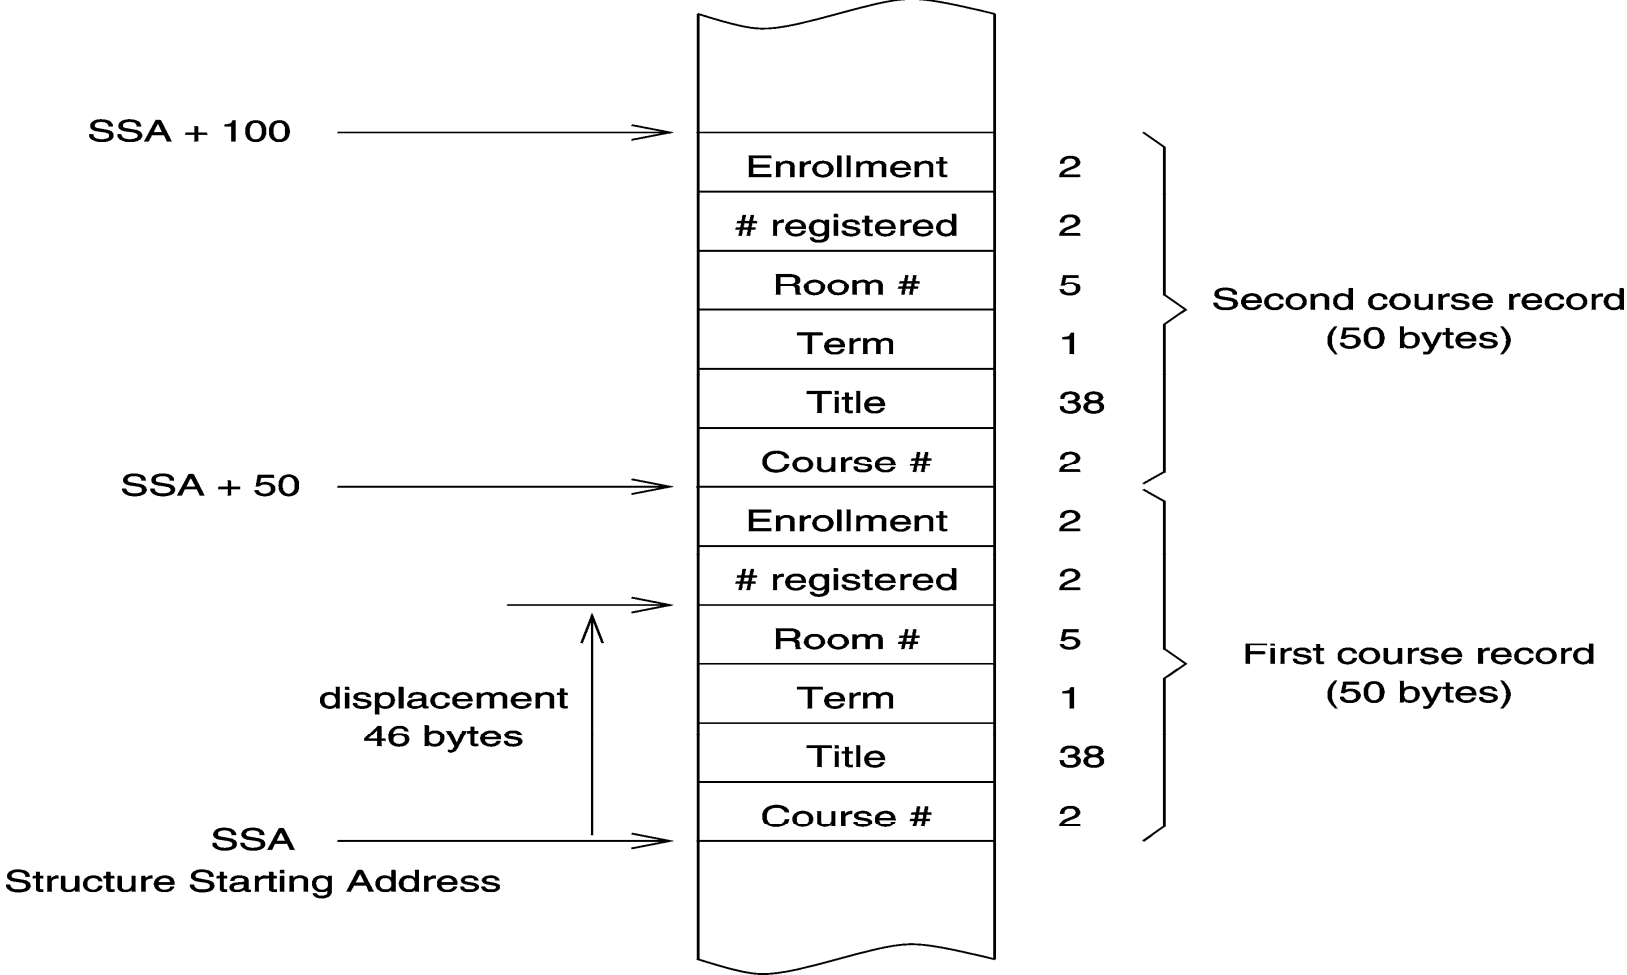 SSA + 100
Enrollment 2
# registered 2
Room # 5
Second course record
(50 bytes)
Term 1
Title 38
Course # 2
SSA + 50
Enrollment 2
# registered 2
Room # 5
First course record
(50 bytes)
displacement
46 bytes
Term 1
Title 38
Course # 2
SSA
Structure Starting Address